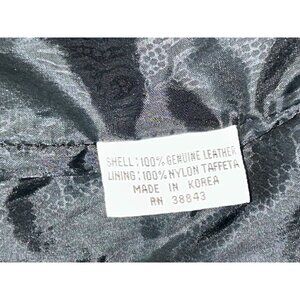 SHELL:100% GENUINE LEATHER
LINING:100% NYLON TAFFETA
MADE IN KOREA
RN 38843